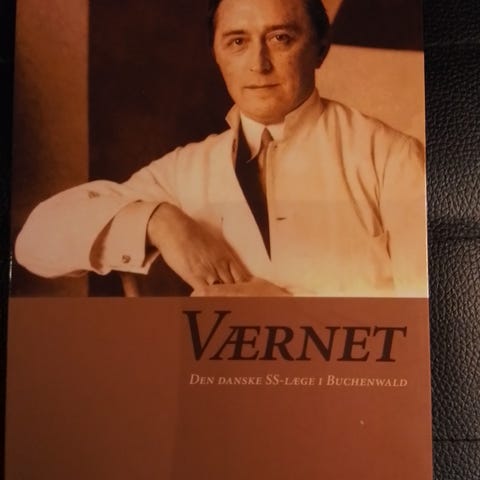 VÆRNET
DEN DANSKE SS-LÆGE I BUCHENWALD